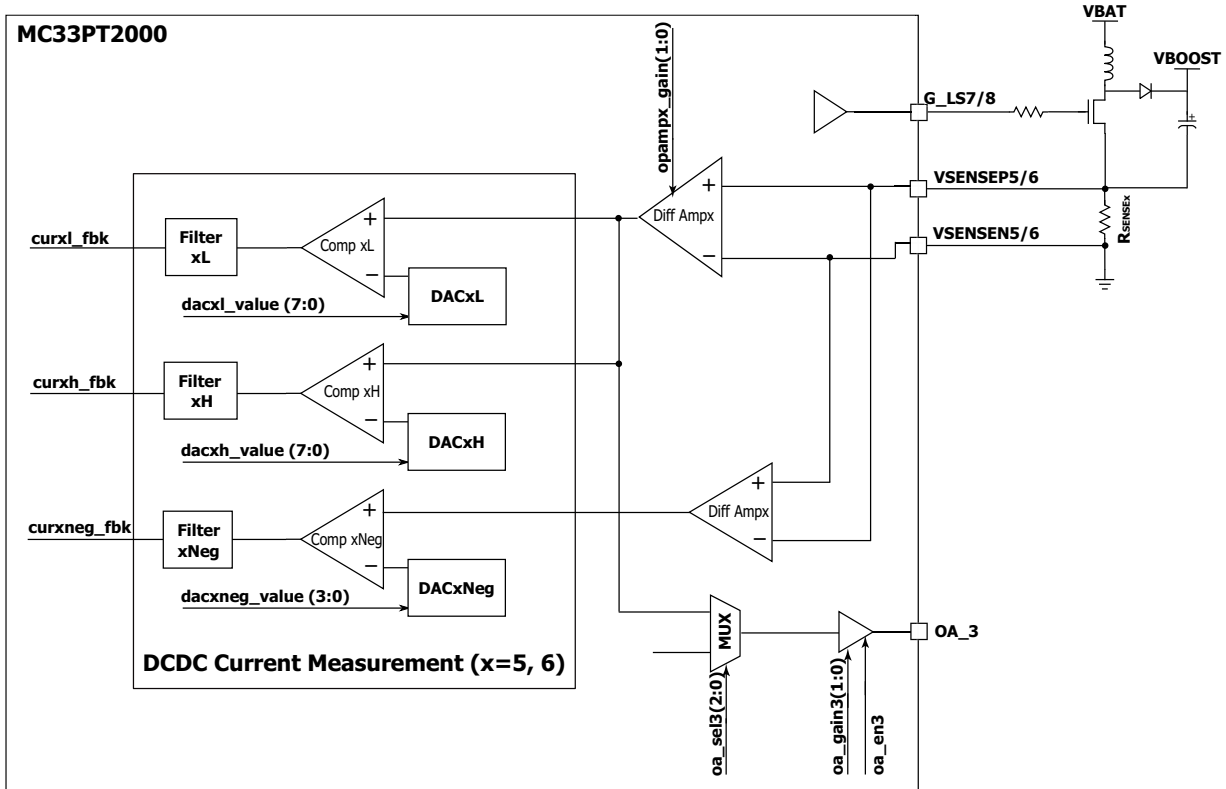 MC33PT2000
VBAT
VBOOST
opampx_gain(1:0)
G_LS7/8
+
+
Diff Ampx
−
VSENSEP5/6
RSENSEx
VSENSEN5/6
curxl_fbk
Filter
xL
+
Comp xL
−
DACxL
dacxl_value (7:0)
curxh_fbk
Filter
xH
+
Comp xH
−
DACxH
dacxh_value (7:0)
+
Diff Ampx
−
curxneg_fbk
Filter
xNeg
+
Comp xNeg
−
DACxNeg
dacxneg_value (3:0)
DCDC Current Measurement (x=5, 6)
MUX
OA_3
oa_sel3(2:0)
oa_gain3(1:0)
oa_en3